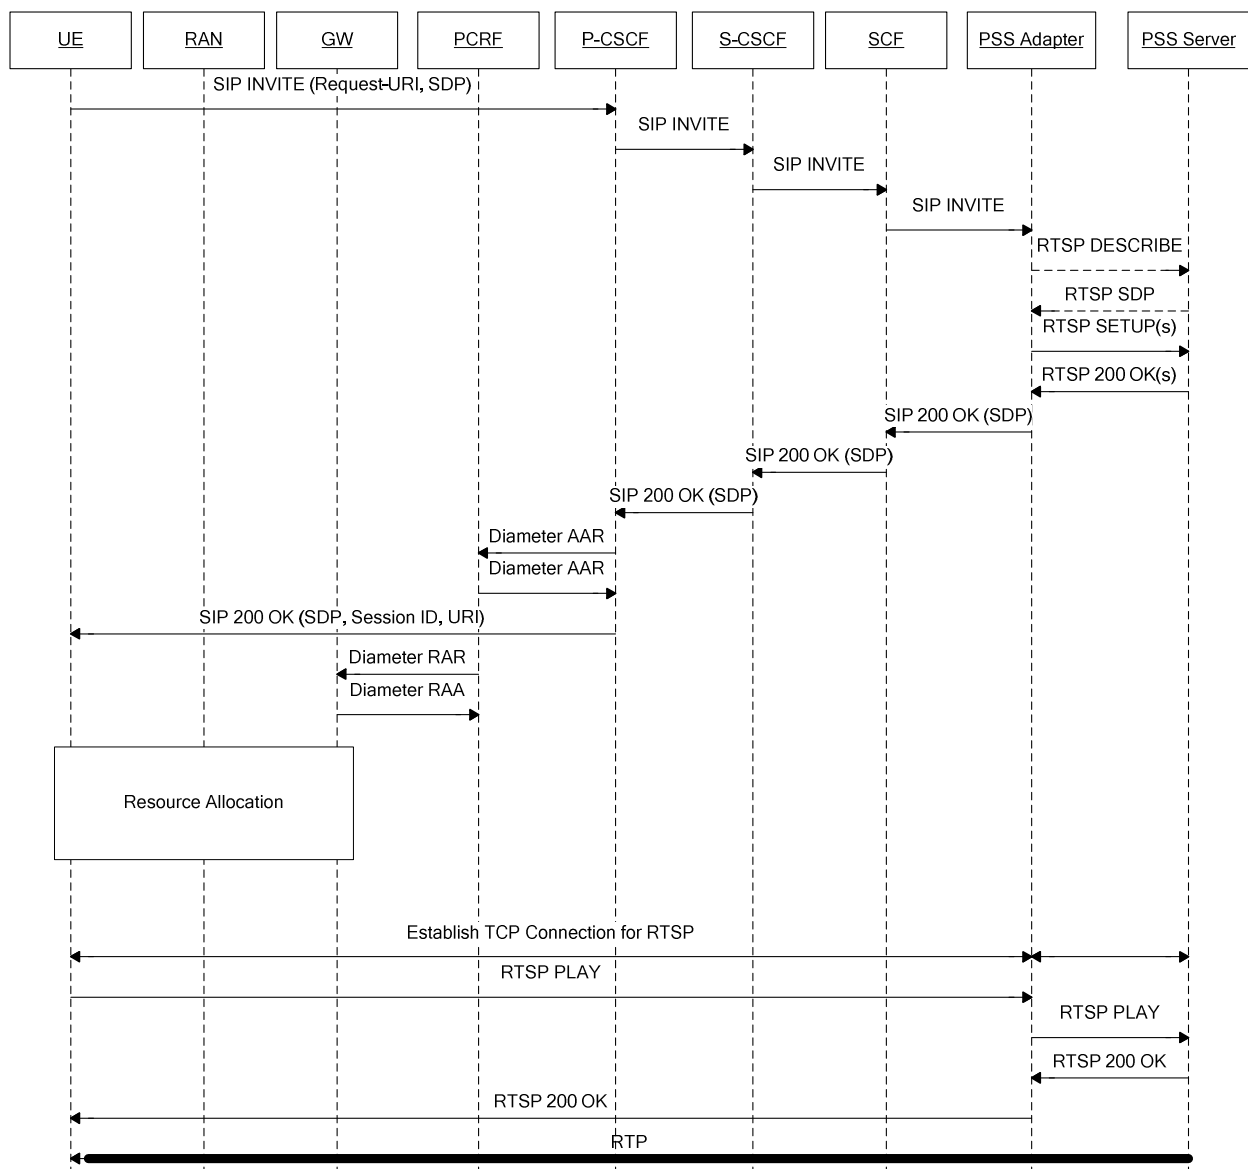 UE RAN GW PCRF P-CSCF S-CSCF SCF PSS Adapter PSS Server
SIP INVITE (Request-URI, SDP)
SIP INVITE
SIP INVITE
SIP INVITE
RTSP DESCRIBE
RTSP SDP
RTSP SETUP(s)
RTSP 200 OK(s)
SIP 200 OK (SDP)
SIP 200 OK (SDP)
SIP 200 OK (SDP)
Diameter AAR
Diameter AAR
SIP 200 OK (SDP, Session ID, URI)
Diameter RAR
Diameter RAA
Resource Allocation
Establish TCP Connection for RTSP
RTSP PLAY
RTSP PLAY
RTSP 200 OK
RTSP 200 OK
RTP